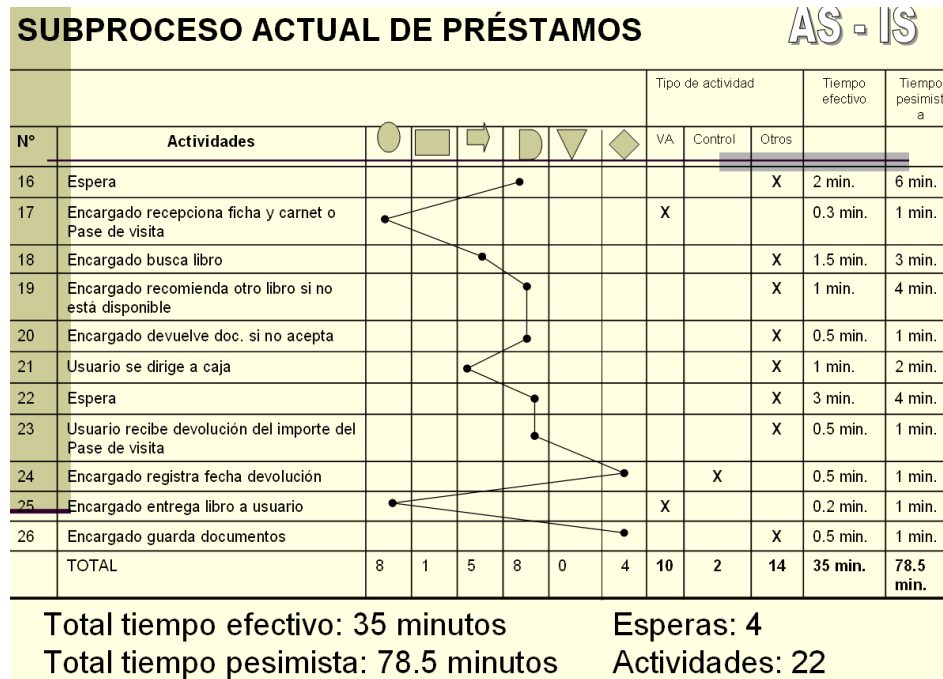 SUBPROCESO ACTUAL DE PRÉSTAMOS
AS - IS
Tipo de actividad
Tiempo efectivo
Tiempo pesimista
N° Actividades VA Control Otros
16 Espera X 2 min. 6 min.
17 Encargado recepciona ficha y carnet o X 0.3 min. 1 min.
Pase de visita
18 Encargado busca libro X 1.5 min. 3 min.
19 Encargado recomienda otro libro si no X 1 min. 4 min.
está disponible
20 Encargado devuelve doc. si no acepta X 0.5 min. 1 min.
21 Usuario se dirige a caja X 1 min. 2 min.
22 Espera X 3 min. 4 min.
23 Usuario recibe devolución del importe del X 0.5 min. 1 min.
Pase de visita
24 Encargado registra fecha devolución X 0.5 min. 1 min.
25 Encargado entrega libro a usuario X 0.2 min. 1 min.
26 Encargado guarda documentos X 0.5 min. 1 min.
TOTAL 8 1 5 8 0 4 10 2 14 35 min. 78.5
min.
Total tiempo efectivo: 35 minutos Esperas: 4
Total tiempo pesimista: 78.5 minutos Actividades: 22